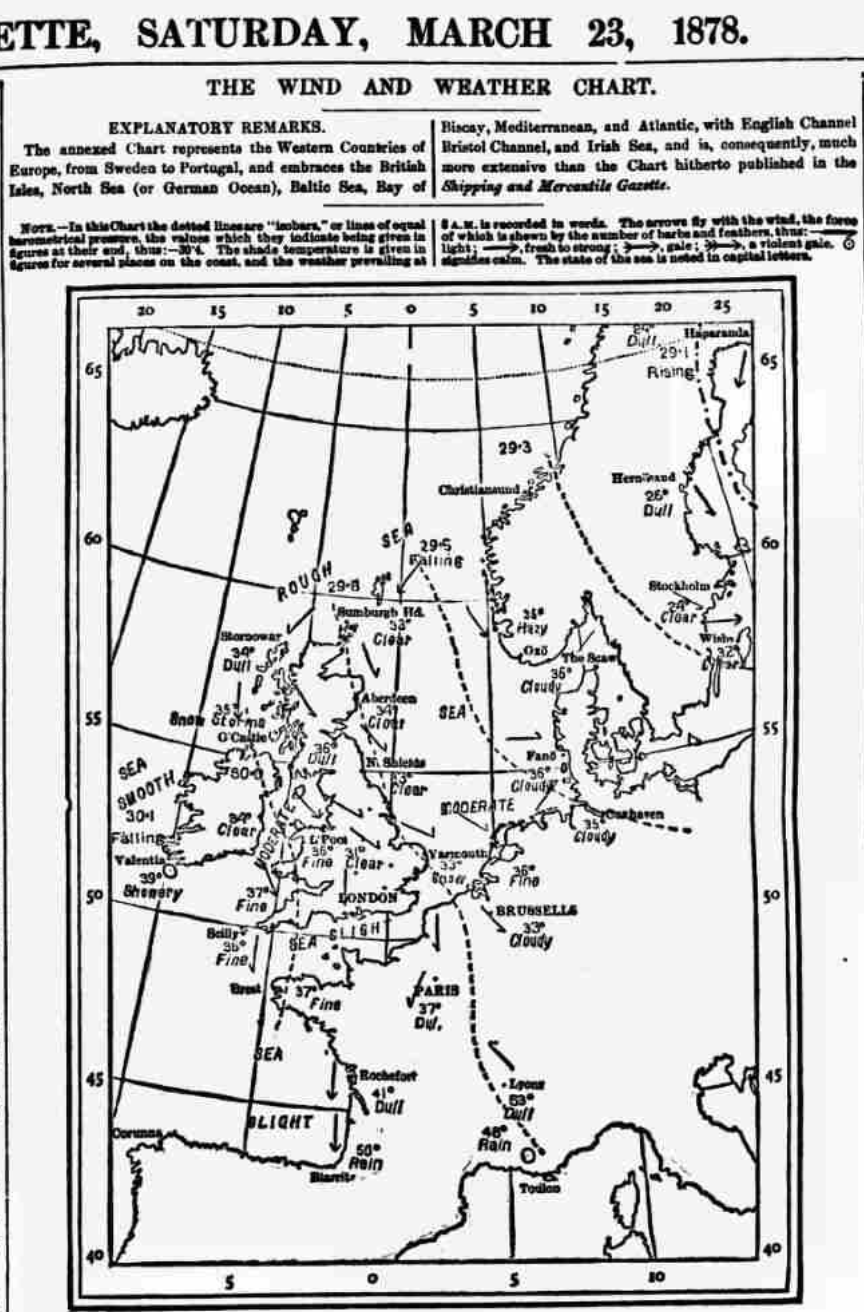 ETTE, SATURDAY, MARCH 23, 1878.
THE WIND AND WEATHER CHART.
EXPLANATORY REMARKS.
The annexed Chart represents the Western Countries of
Europe, from Sweden to Portugal, and embraces the British
Isles, North Sea (or German Ocean), Baltic Sea, Bay of
Biscay, Mediterranean, and Atlantic, with English Channel
Bristol Channel, and Irish Sea, and is, consequently, much
more extensive than the Chart hitherto published in the
Shipping and Mercantile Gazette.
NOTE.—In this Chart the dotted lines are "isobars," or lines of equal
barometrical pressure, the values which they indicate being given in
figures at their end, thus:—30·4. The shade temperature is given in
figures for several places on the coast, and the weather prevailing at
8 A.M. is recorded in words. The arrows fly with the wind, the force
of which is shewn by the number of barbs and feathers, thus:
light; , fresh to strong; , gale; , a violent gale.
signifies calm. The state of the sea is noted in capital letters.
20 15 10 5 0 5 10 15 20 25
Dull
Haparanda
29·1
Rising
65
65
29·3
Christiansund
Hernösand
26°
Dull
60
SEA
29·5
Falling
60
ROUGH
29·8
Sumburgh Hd.
33°
Clear
Stockholm
Clear
Stornoway
34°
Dull
Hazy
Oxö
The Scaw
Wisby
32°
36°
Cloudy
Aberdeen
34°
Clear
SEA
Snow Storms
G'Castle
55
55
36°
Dull
N. Shields
33°
Clear
Fanö
36°
Cloudy
SEA
SMOOTH
30·1
Falling
30·0
MODERATE
MODERATE
Cuxhaven
35°
Cloudy
Clear
L'Pool
36°
Fine
31°
Clear
Valentia
39°
Showery
Yarmouth
33°
36°
Fine
50
50
37°
Fine
LONDON
BRUSSELLS
33°
Cloudy
Scilly
36°
Fine
SEA
SLIGH
Brest
37°
Fine
PARIS
37°
SEA
45
45
Rochefort
41°
Dull
Lyons
53°
Dull
SLIGHT
Corunna
48°
Rain
50°
Rain
Biarritz
Toulon
40
40
5 0 5 10